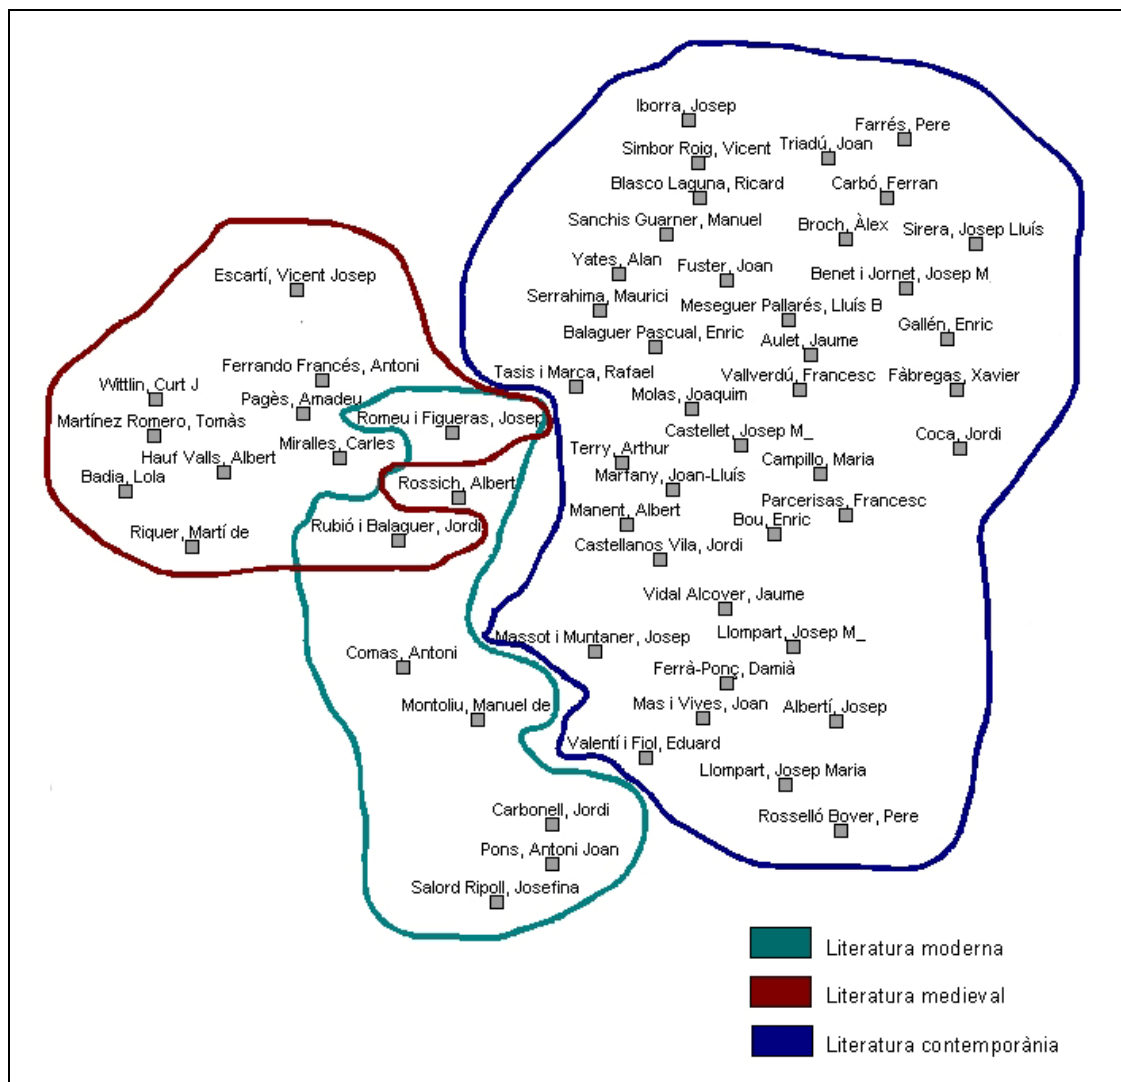 Iborra, Josep
Farrés, Pere
Simbor Roig, Vicent
Triadú, Joan
Blasco Laguna, Ricard
Carbó, Ferran
Sanchis Guarner, Manuel
Broch, Àlex
Sirera, Josep Lluís
Yates, Alan
Fuster, Joan
Benet i Jornet, Josep M
Escartí, Vicent Josep
Serrahima, Maurici
Meseguer Pallarés, Lluís B
Gallén, Enric
Balaguer Pascual, Enric
Aulet, Jaume
Ferrando Francés, Antoni
Tasis i Marca, Rafael
Vallverdú, Francesc
Fàbregas, Xavier
Wittlin, Curt J
Pagès, Amadeu
Molas, Joaquim
Martínez Romero, Tomàs
Romeu i Figueras, Josep
Castellet, Josep M_
Coca, Jordi
Miralles, Carles
Terry, Arthur
Hauf Valls, Albert
Campillo, Maria
Badia, Lola
Rossich, Albert
Marfany, Joan-Lluís
Parcerisas, Francesc
Riquer, Martí de
Rubió i Balaguer, Jordi
Manent, Albert
Bou, Enric
Castellanos Vila, Jordi
Vidal Alcover, Jaume
Massot i Muntaner, Josep
Llompart, Josep M_
Comas, Antoni
Ferrà-Ponç, Damià
Montoliu, Manuel de
Mas i Vives, Joan
Albertí, Josep
Valentí i Fiol, Eduard
Llompart, Josep Maria
Carbonell, Jordi
Rosselló Bover, Pere
Pons, Antoni Joan
Salord Ripoll, Josefina
Literatura moderna
Literatura medieval
Literatura contemporània